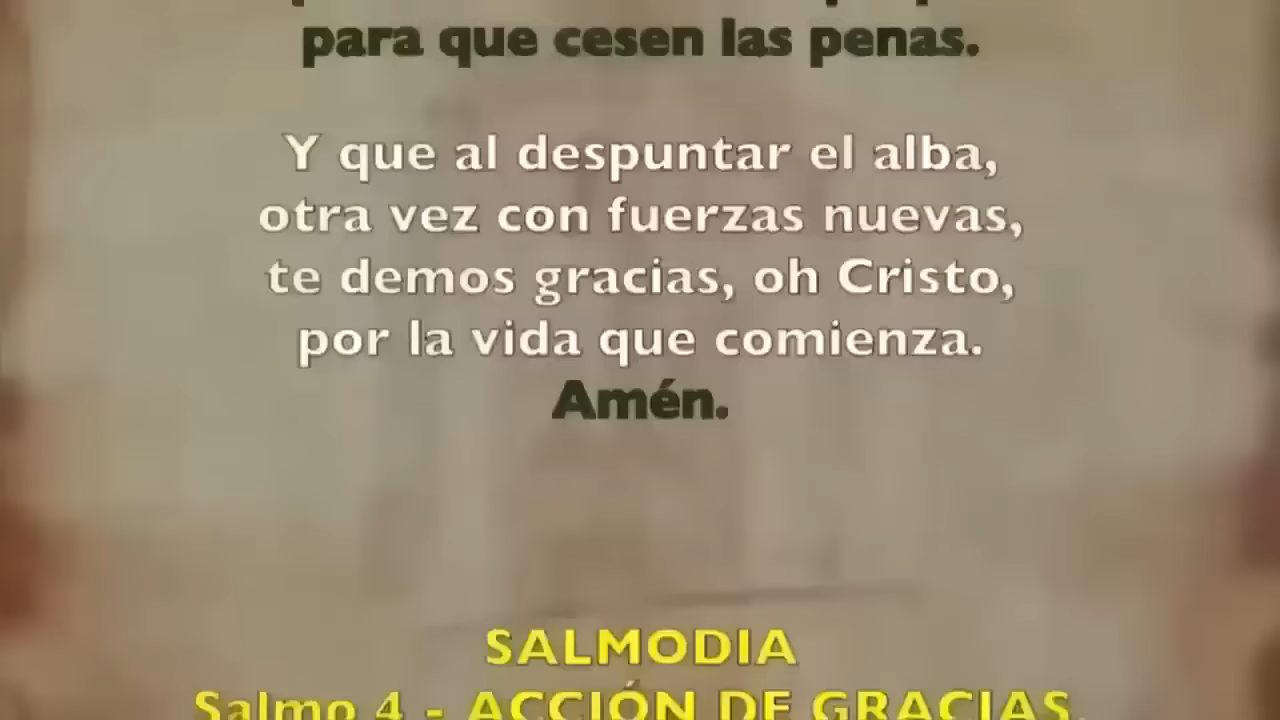 para que cesen las penas.
Y que al despuntar el alba,
otra vez con fuerzas nuevas,
te demos gracias, oh Cristo,
por la vida que comienza.
Amén.
SALMODIA
Salmo 4 - ACCIÓN DE GRACIAS.